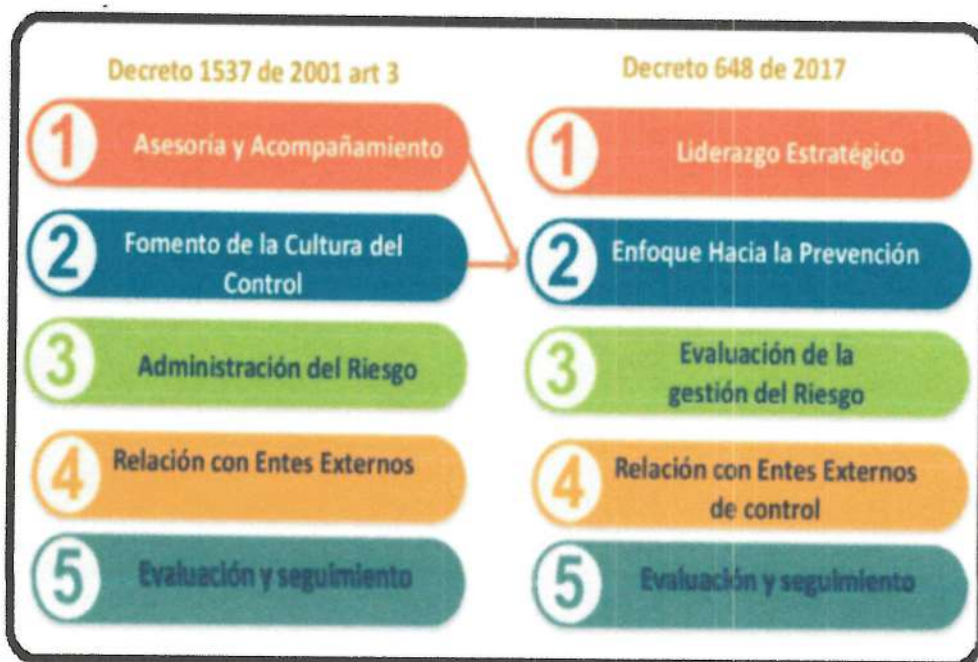 Decreto 1537 de 2001 art 3
1 Asesoría y Acompañamiento
2 Fomento de la Cultura del
Control
3 Administración del Riesgo
4 Relación con Entes Externos
5 Evaluación y seguimiento
Decreto 648 de 2017
1 Liderazgo Estratégico
2 Enfoque Hacia la Prevención
3 Evaluación de la
gestión del Riesgo
4 Relación con Entes Externos
de control
5 Evaluación y seguimiento